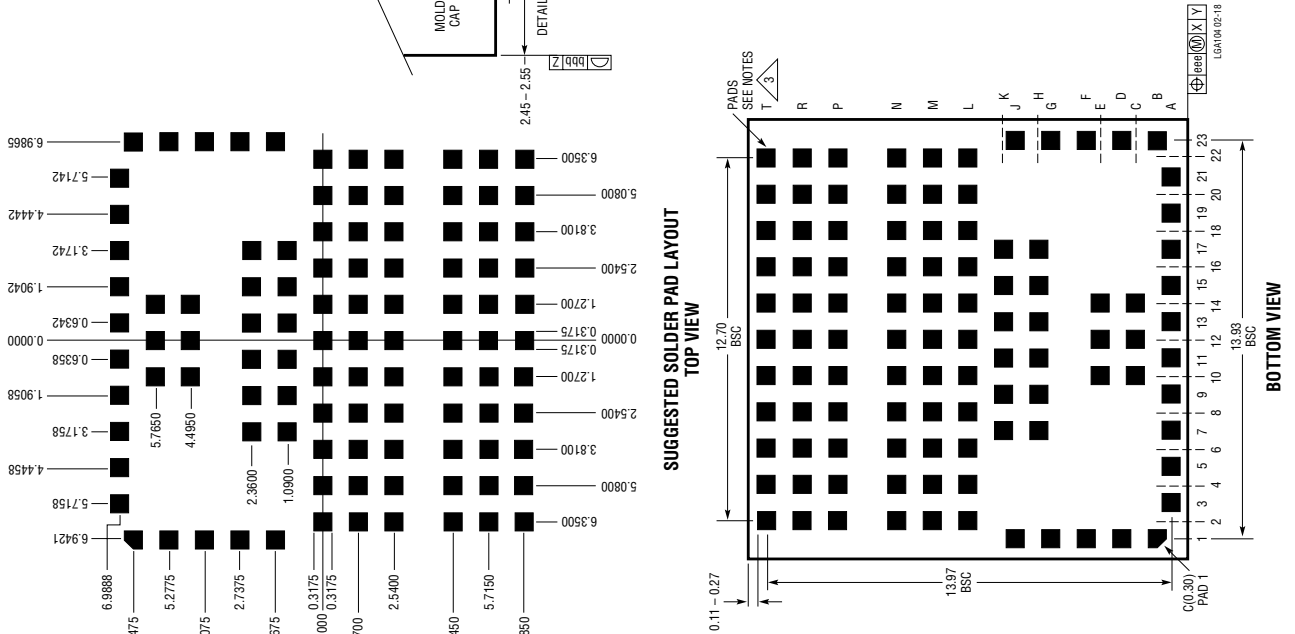 MOLD
CAP
DETAIL
bbb Z
2.45 – 2.55
6.9865
5.7142
4.4442
3.1742
1.9042
0.6342
0.0000
0.6358
1.9058
3.1758
4.4458
5.7158
6.9421
6.3500
5.0800
3.8100
2.5400
1.2700
0.3175
0.0000
0.3175
1.2700
2.5400
3.8100
5.0800
6.3500
5.7650
4.4950
2.3600
1.0900
6.9888
475
5.2775
075
2.7375
675
0.3175
000
0.3175
700
2.5400
450
5.7150
850
SUGGESTED SOLDER PAD LAYOUT
TOP VIEW
PADS
SEE NOTES
3
T
R
P
N
M
L
K
J
H
G
F
E
D
C
B
A
23
22
21
20
19
18
17
16
15
14
13
12
11
10
9
8
7
6
5
4
3
2
1
12.70
BSC
13.93
BSC
13.97
BSC
0.11 – 0.27
C(0.30)
PAD 1
BOTTOM VIEW
eee M X Y
LGA104 02-18